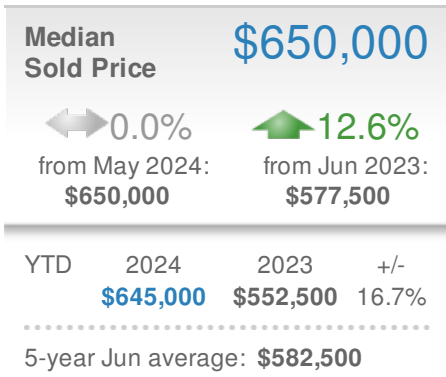 Median $650,000
Sold Price
0.0% 12.6%
from May 2024: from Jun 2023:
$650,000 $577,500
YTD 2024 2023 +/-
$645,000 $552,500 16.7%
5-year Jun average: $582,500